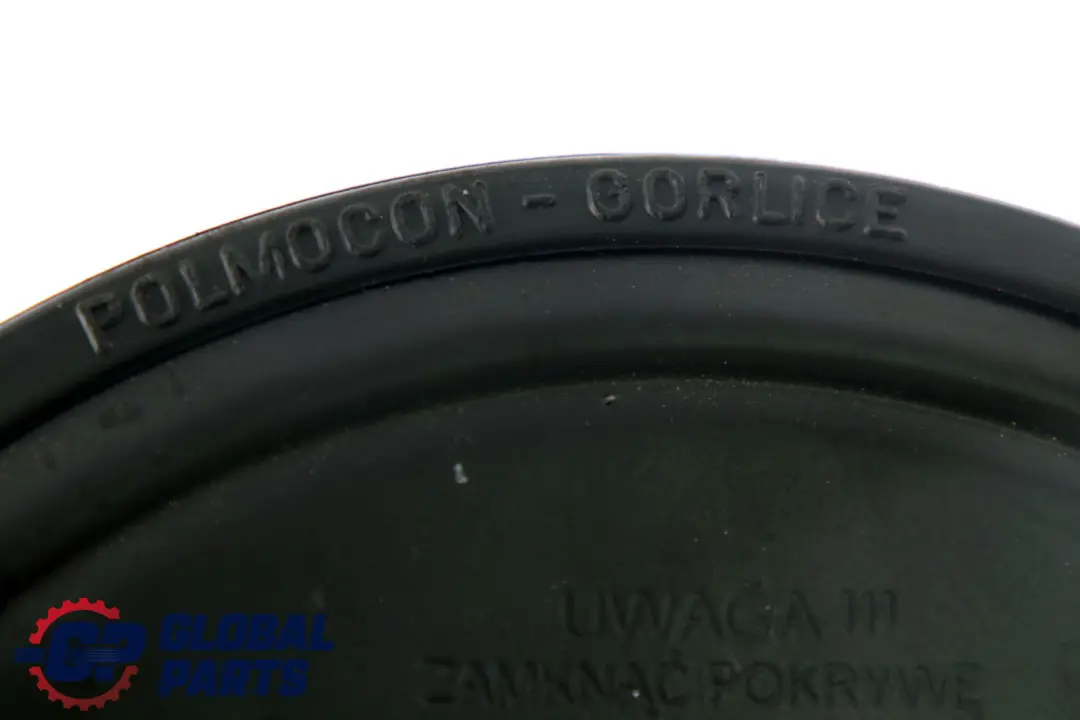 POLMOCON - GORLICE
UWAGA !!!
ZAMKNĄĆ POKRYWĘ
GLOBAL
PARTS